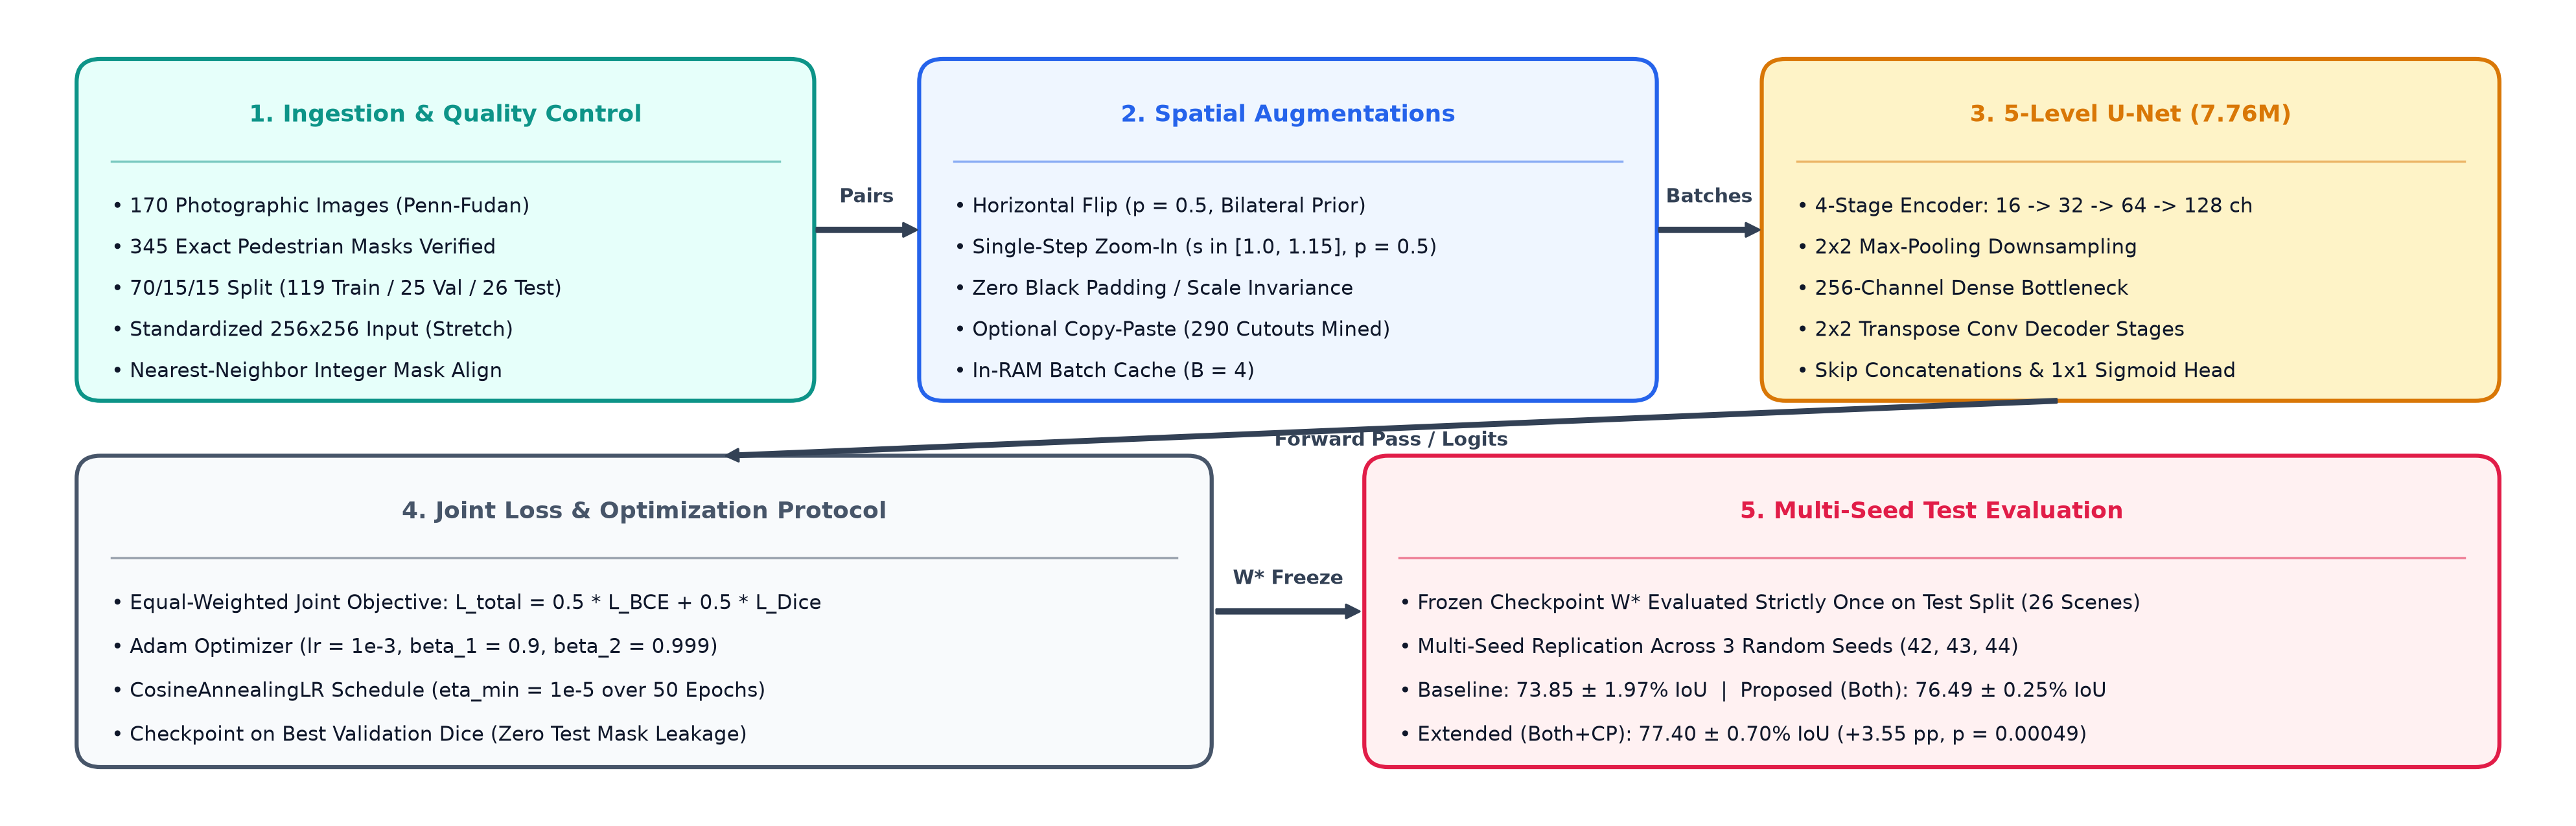 1. Ingestion & Quality Control
• 170 Photographic Images (Penn-Fudan)
• 345 Exact Pedestrian Masks Verified
• 70/15/15 Split (119 Train / 25 Val / 26 Test)
• Standardized 256x256 Input (Stretch)
• Nearest-Neighbor Integer Mask Align
Pairs
2. Spatial Augmentations
• Horizontal Flip (p = 0.5, Bilateral Prior)
• Single-Step Zoom-In (s in [1.0, 1.15], p = 0.5)
• Zero Black Padding / Scale Invariance
• Optional Copy-Paste (290 Cutouts Mined)
• In-RAM Batch Cache (B = 4)
Batches
3. 5-Level U-Net (7.76M)
• 4-Stage Encoder: 16 -> 32 -> 64 -> 128 ch
• 2x2 Max-Pooling Downsampling
• 256-Channel Dense Bottleneck
• 2x2 Transpose Conv Decoder Stages
• Skip Concatenations & 1x1 Sigmoid Head
Forward Pass / Logits
4. Joint Loss & Optimization Protocol
• Equal-Weighted Joint Objective: L_total = 0.5 * L_BCE + 0.5 * L_Dice
• Adam Optimizer (lr = 1e-3, beta_1 = 0.9, beta_2 = 0.999)
• CosineAnnealingLR Schedule (eta_min = 1e-5 over 50 Epochs)
• Checkpoint on Best Validation Dice (Zero Test Mask Leakage)
W* Freeze
5. Multi-Seed Test Evaluation
• Frozen Checkpoint W* Evaluated Strictly Once on Test Split (26 Scenes)
• Multi-Seed Replication Across 3 Random Seeds (42, 43, 44)
• Baseline: 73.85 ± 1.97% IoU | Proposed (Both): 76.49 ± 0.25% IoU
• Extended (Both+CP): 77.40 ± 0.70% IoU (+3.55 pp, p = 0.00049)